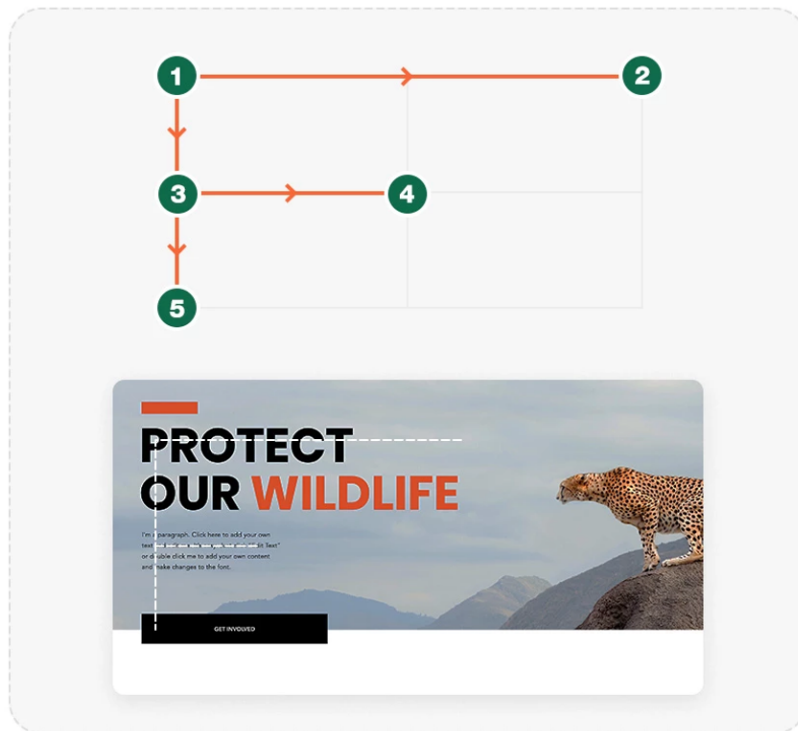 1
2
3
4
5
PROTECT
OUR WILDLIFE
I'm a paragraph. Click here to add your own
text
or double click me to add your own content
and make changes to the font.
GET INVOLVED